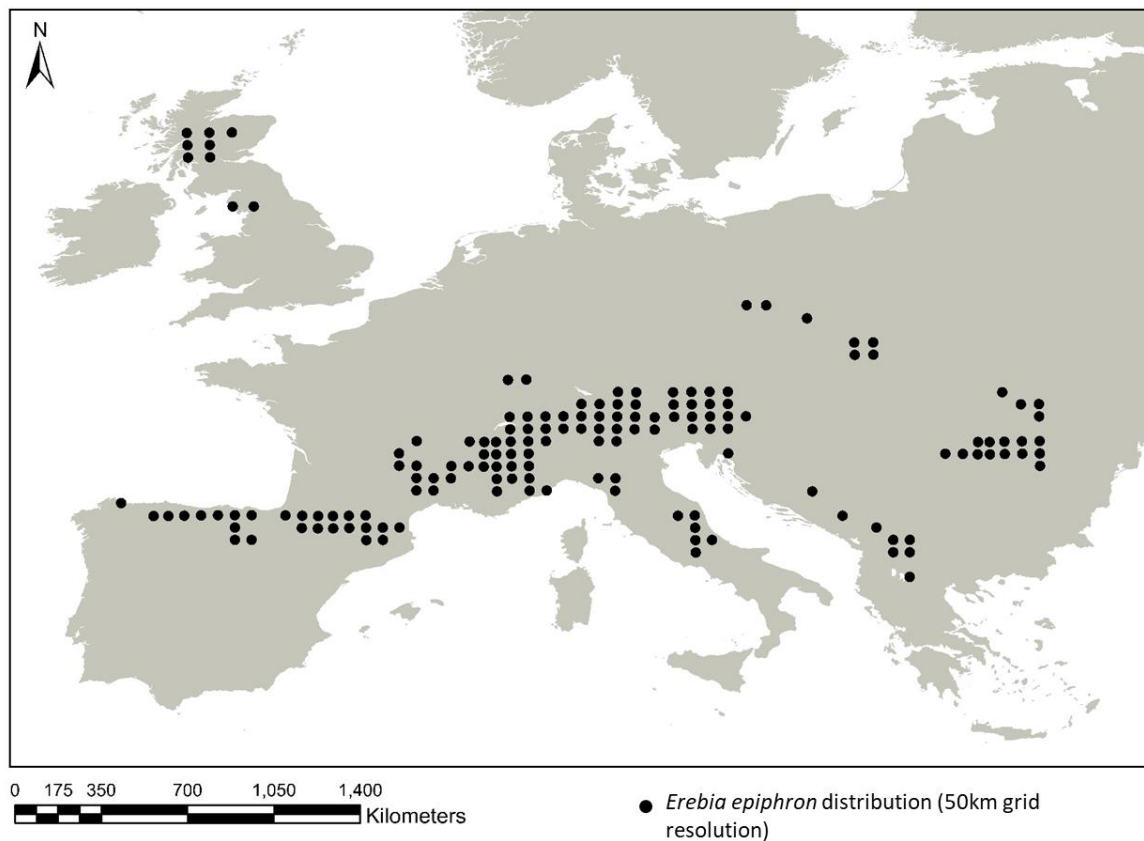 N
0 175 350 700 1,050 1,400
Kilometers
Erebia epiphron distribution (50km grid
resolution)